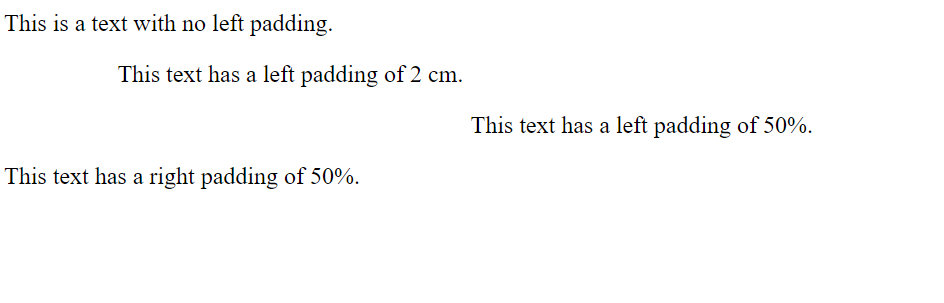 This is a text with no left padding.
This text has a left padding of 2 cm.
This text has a left padding of 50%.
This text has a right padding of 50%.